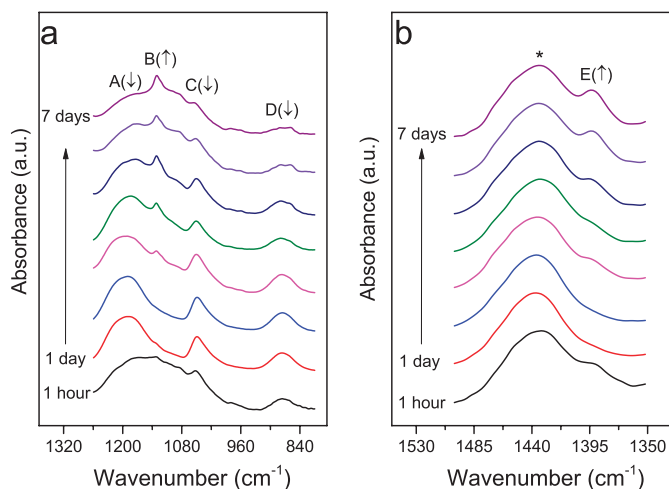 a
B(↑)
A(↓)
C(↓)
D(↓)
7 days
1 day
1 hour
Absorbance (a.u.)
1320 1200 1080 960 840
Wavenumber (cm⁻¹)
b
*
E(↑)
7 days
1 day
1 hour
Absorbance (a.u.)
1530 1485 1440 1395 1350
Wavenumber (cm⁻¹)